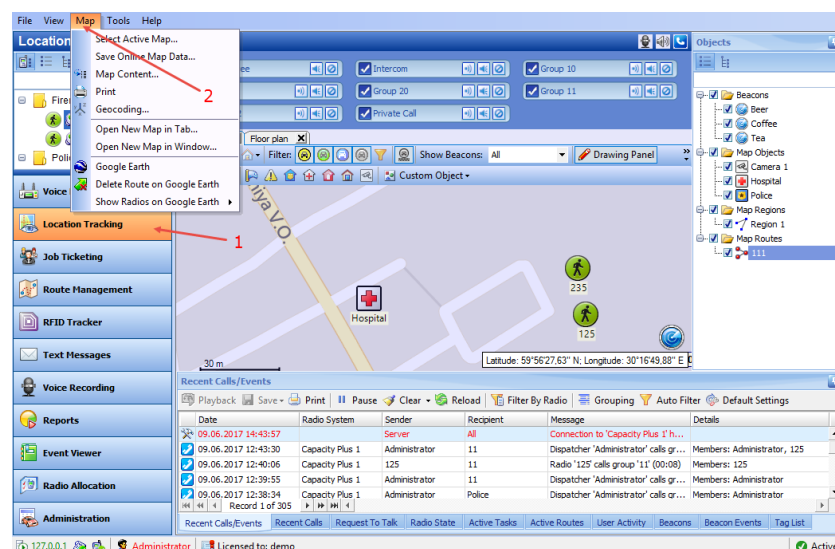 File View Map Tools Help
Location
Objects
Select Active Map...
Save Online Map Data...
Map Content...
Print
Geocoding...
Open New Map in Tab...
Open New Map in Window...
Google Earth
Delete Route on Google Earth
Show Radios on Google Earth
2
1
Intercom
Group 10
Group 20
Group 11
Private Call
Floor plan
Filter:
Show Beacons: All
Drawing Panel
Custom Object
Beacons
Beer
Coffee
Tea
Map Objects
Camera 1
Hospital
Police
Map Regions
Region 1
Map Routes
111
Voice
Location Tracking
Job Ticketing
Route Management
RFID Tracker
Text Messages
Voice Recording
Reports
Event Viewer
Radio Allocation
Administration
V.O.
Hospital
235
125
30 m
Latitude: 59°56'27,63" N; Longitude: 30°16'49,88" E
Recent Calls/Events
Playback Save Print Pause Clear Reload Filter By Radio Grouping Auto Filter Default Settings
Date Radio System Sender Recipient Message Details
09.06.2017 14:43:57 Server All Connection to 'Capacity Plus 1' h...
09.06.2017 12:43:30 Capacity Plus 1 Administrator 11 Dispatcher 'Administrator' calls gr... Members: Administrator, 125
09.06.2017 12:40:06 Capacity Plus 1 125 11 Radio '125' calls group '11' (00:08) Members: 125
09.06.2017 12:39:55 Capacity Plus 1 Administrator 11 Dispatcher 'Administrator' calls gr... Members: Administrator
09.06.2017 12:38:34 Capacity Plus 1 Administrator Police Dispatcher 'Administrator' calls gr... Members: Administrator
Record 1 of 305
Recent Calls/Events Recent Calls Request To Talk Radio State Active Tasks Active Routes User Activity Beacons Beacon Events Tag List
127.0.0.1 Administrator Licensed to: demo Active